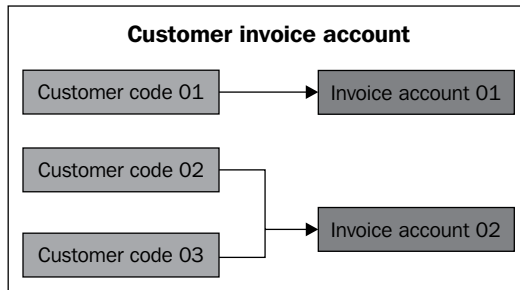 Customer invoice account
Customer code 01
Invoice account 01
Customer code 02
Invoice account 02
Customer code 03